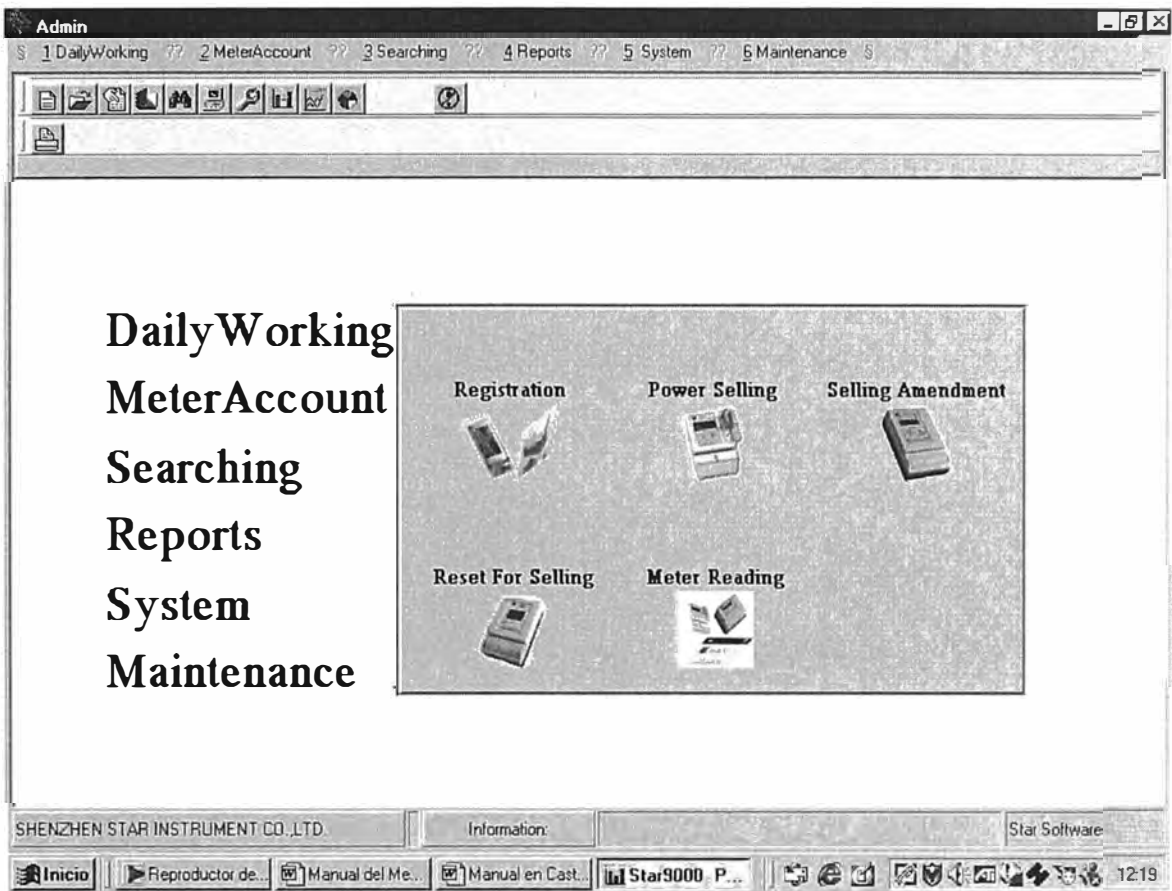 Admin
§ 1 DailyWorking ?? 2 MeterAccount ?? 3 Searching ?? 4 Reports ?? 5 System ?? 6 Maintenance §
DailyWorking
MeterAccount
Searching
Reports
System
Maintenance
Registration Power Selling Selling Amendment
Reset For Selling Meter Reading
SHENZHEN STAR INSTRUMENT CO.,LTD. Information: Star Software
Inicio Reproductor de... Manual del Me... Manual en Cast... Star9000 P... 12:19